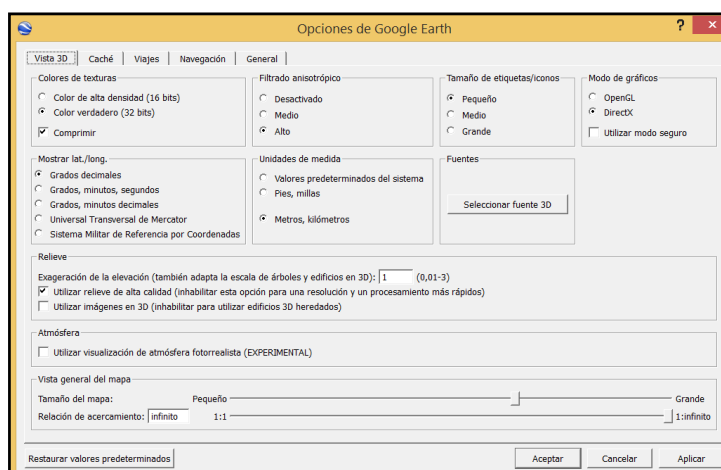 Opciones de Google Earth
?
×
Vista 3D
Caché
Viajes
Navegación
General
Colores de texturas
Color de alta densidad (16 bits)
Color verdadero (32 bits)
Comprimir
Filtrado anisotrópico
Desactivado
Medio
Alto
Tamaño de etiquetas/iconos
Pequeño
Medio
Grande
Modo de gráficos
OpenGL
DirectX
Utilizar modo seguro
Mostrar lat./long.
Grados decimales
Grados, minutos, segundos
Grados, minutos decimales
Universal Transversal de Mercator
Sistema Militar de Referencia por Coordenadas
Unidades de medida
Valores predeterminados del sistema
Pies, millas
Metros, kilómetros
Fuentes
Seleccionar fuente 3D
Relieve
Exageración de la elevación (también adapta la escala de árboles y edificios en 3D): 1 (0,01-3)
Utilizar relieve de alta calidad (inhabilitar esta opción para una resolución y un procesamiento más rápidos)
Utilizar imágenes en 3D (inhabilitar para utilizar edificios 3D heredados)
Atmósfera
Utilizar visualización de atmósfera fotorrealista (EXPERIMENTAL)
Vista general del mapa
Tamaño del mapa: Pequeño Grande
Relación de acercamiento: infinito 1:1 1:infinito
Restaurar valores predeterminados
Aceptar
Cancelar
Aplicar